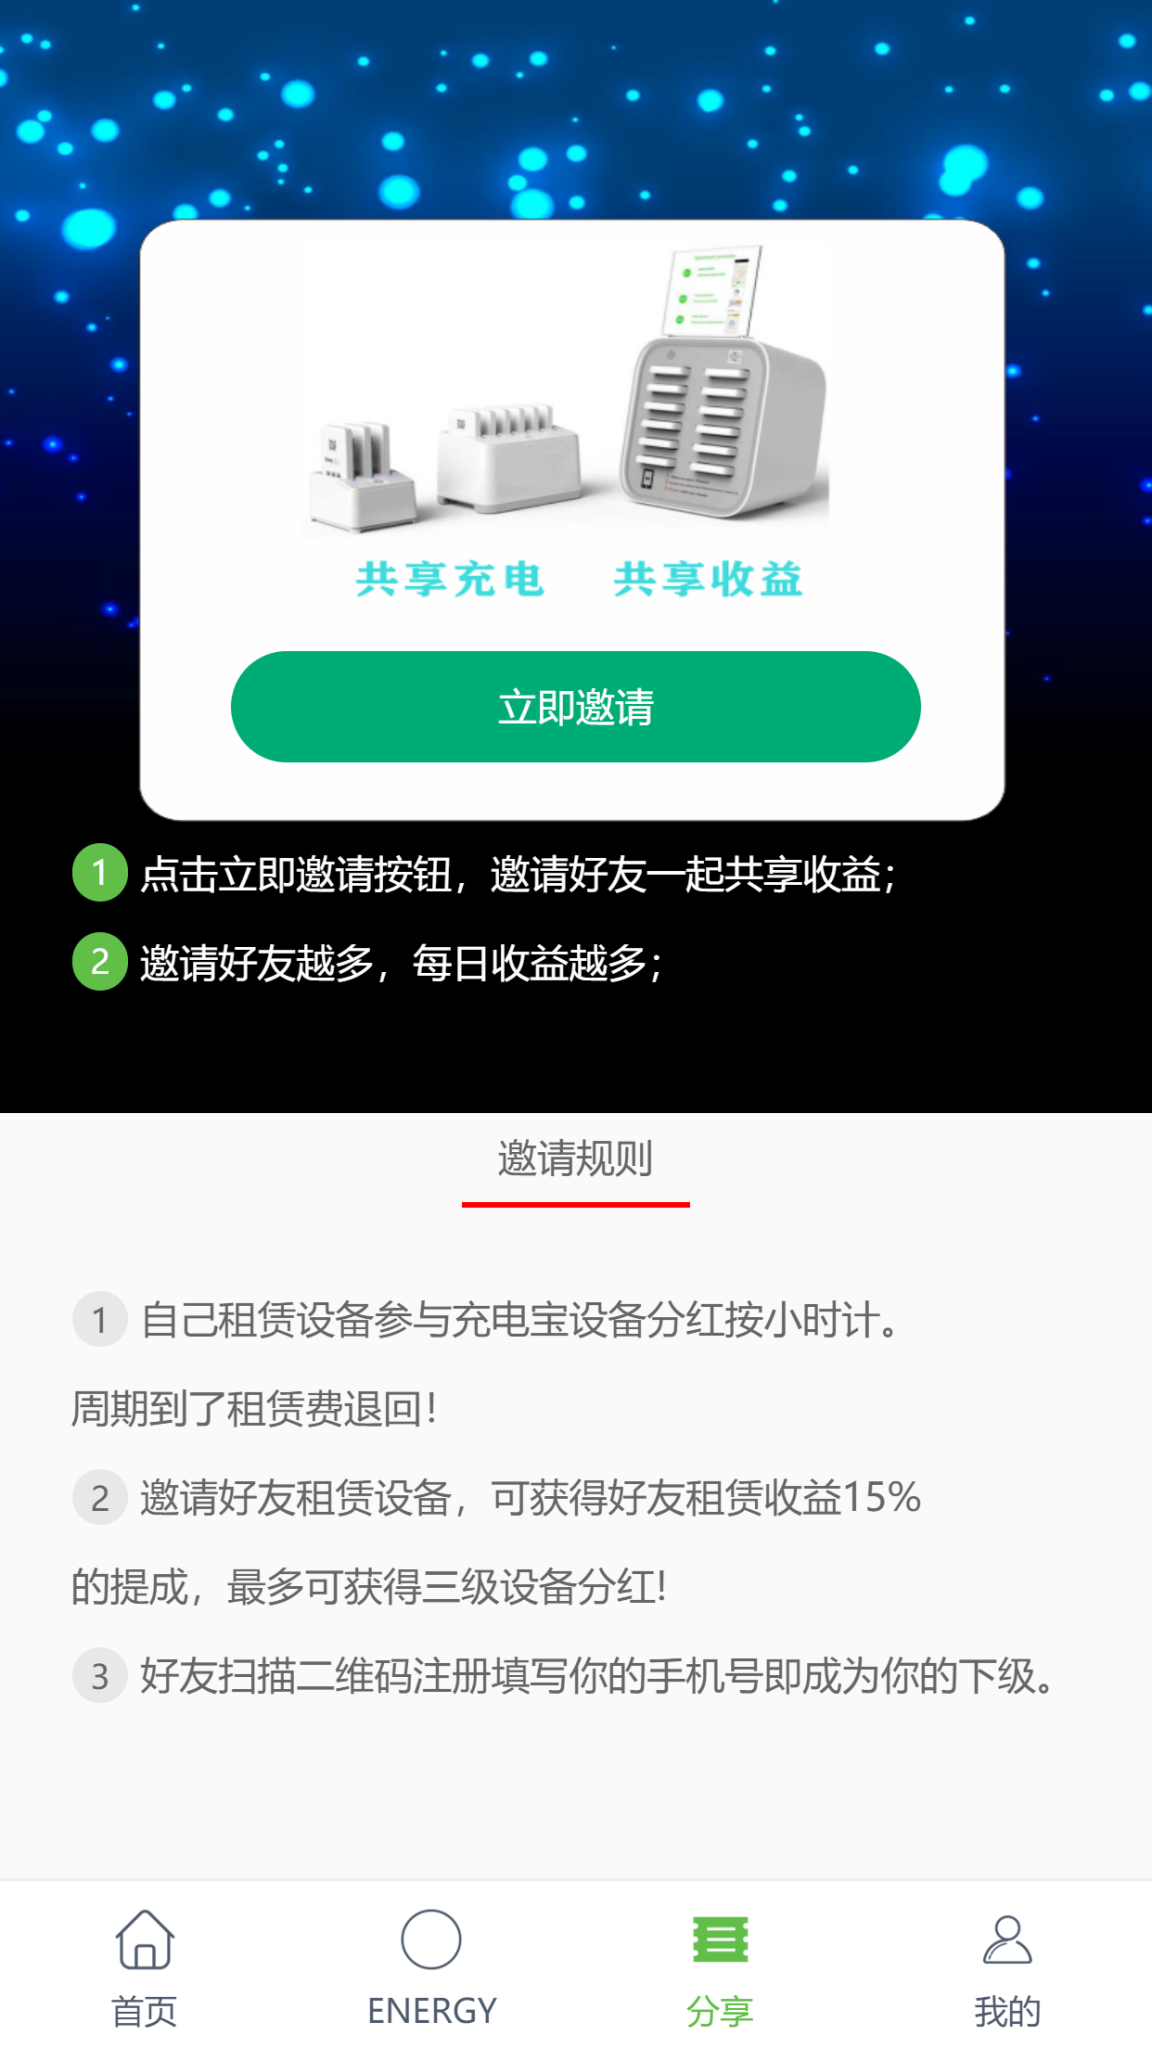 共享充电 共享收益
立即邀请
1 点击立即邀请按钮，邀请好友一起共享收益；
2 邀请好友越多，每日收益越多；
邀请规则
1 自己租赁设备参与充电宝设备分红按小时计。
周期到了租赁费退回！
2 邀请好友租赁设备，可获得好友租赁收益15%
的提成，最多可获得三级设备分红!
3 好友扫描二维码注册填写你的手机号即成为你的下级。
首页 ENERGY 分享 我的